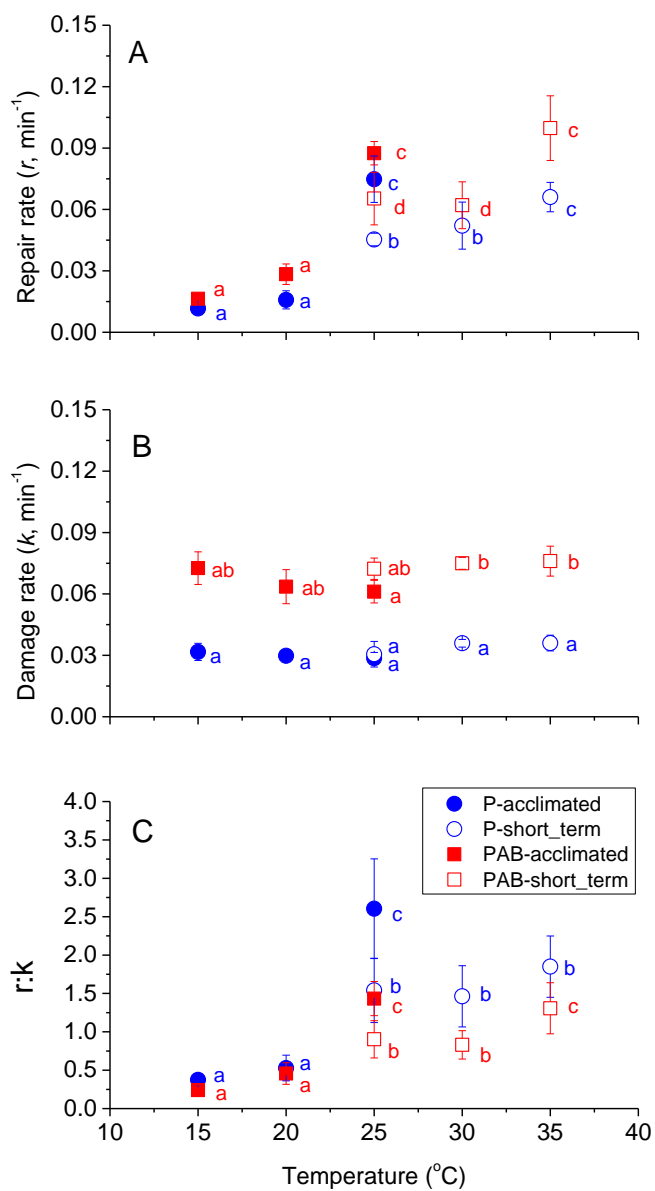 0.15
A
0.12
0.09
0.06
0.03
0.00
Repair rate (r, min⁻¹)
a
a
a
a
c
c
d
b
d
b
c
c
0.15
B
0.12
0.09
0.06
0.03
0.00
Damage rate (k, min⁻¹)
ab
ab
ab
a
b
b
a
a
a
a
a
a
4.0
C
3.5
3.0
2.5
2.0
1.5
1.0
0.5
0.0
r:k
P-acclimated
P-short_term
PAB-acclimated
PAB-short_term
a
a
a
a
c
b
c
b
b
b
b
c
10 15 20 25 30 35 40
Temperature (°C)